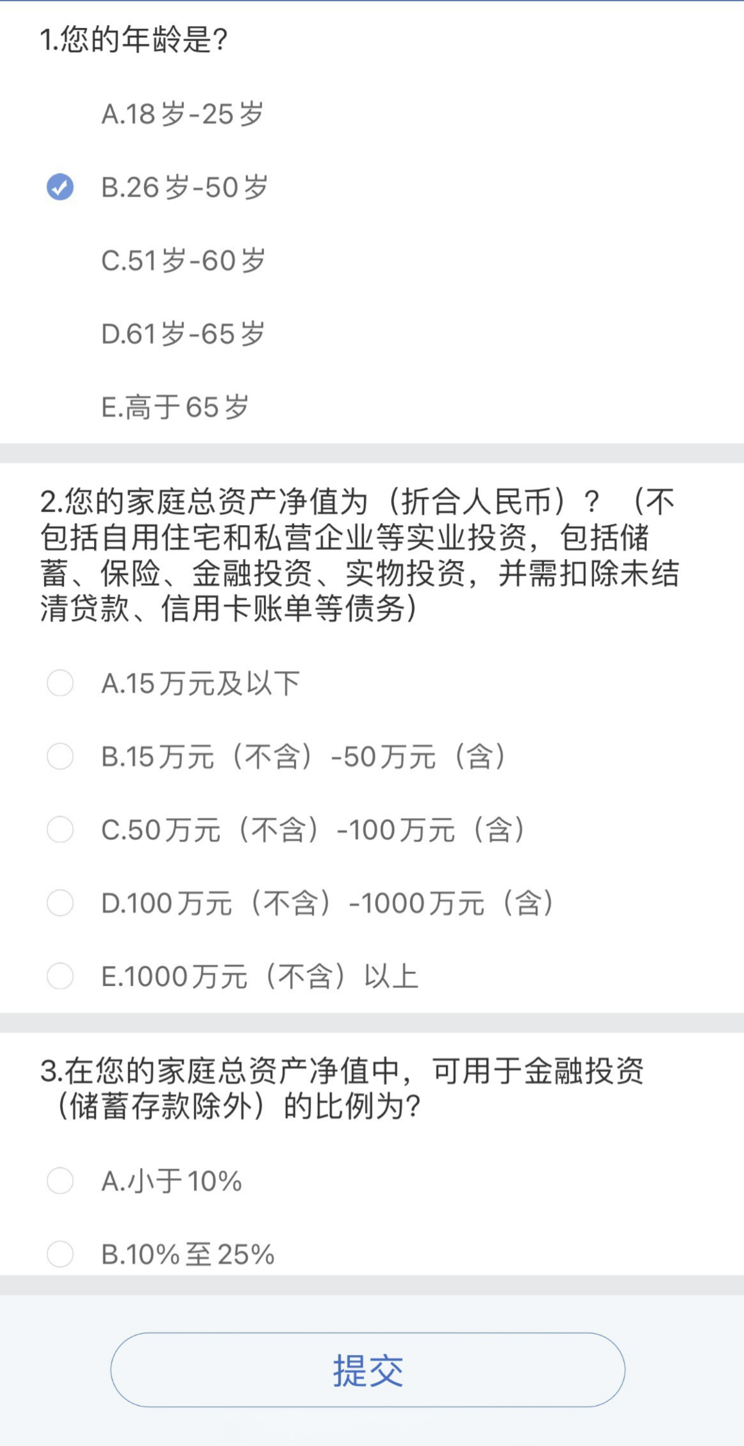 1.您的年龄是?
A.18岁-25岁
B.26岁-50岁
C.51岁-60岁
D.61岁-65岁
E.高于65岁
2.您的家庭总资产净值为（折合人民币）? （不
包括自用住宅和私营企业等实业投资，包括储
蓄、保险、金融投资、实物投资，并需扣除未结
清贷款、信用卡账单等债务）
A.15万元及以下
B.15万元（不含）-50万元（含）
C.50万元（不含）-100万元（含）
D.100万元（不含）-1000万元（含）
E.1000万元（不含）以上
3.在您的家庭总资产净值中，可用于金融投资
（储蓄存款除外）的比例为?
A.小于10%
B.10%至25%
提交